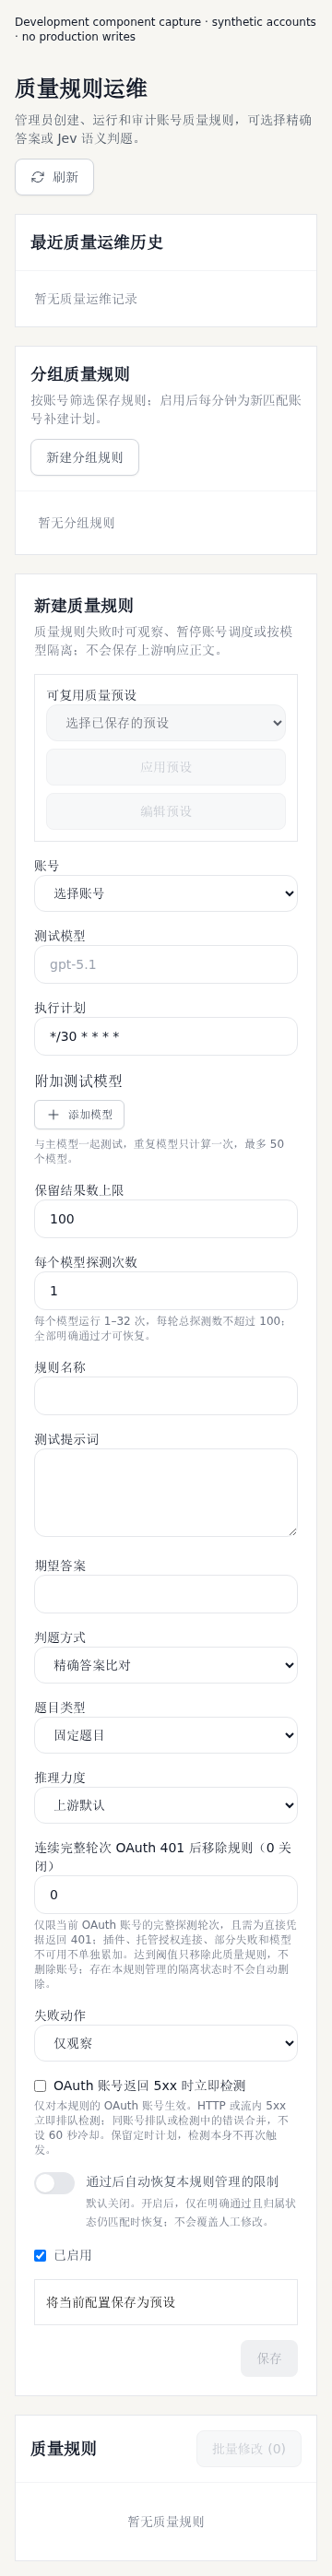 Development component capture · synthetic accounts
· no production writes
质量规则运维
管理员创建、运行和审计账号质量规则，可选择精确
答案或 Jev 语义判题。
刷新
最近质量运维历史
暂无质量运维记录
分组质量规则
按账号筛选保存规则；启用后每分钟为新匹配账
号补建计划。
新建分组规则
暂无分组规则
新建质量规则
质量规则失败时可观察、暂停账号调度或按模
型隔离；不会保存上游响应正文。
可复用质量预设
选择已保存的预设
应用预设
编辑预设
账号
选择账号
测试模型
gpt-5.1
执行计划
*/30 * * * *
附加测试模型
添加模型
与主模型一起测试，重复模型只计算一次，最多 50
个模型。
保留结果数上限
100
每个模型探测次数
1
每个模型运行 1–32 次，每轮总探测数不超过 100；
全部明确通过才可恢复。
规则名称
测试提示词
期望答案
判题方式
精确答案比对
题目类型
固定题目
推理力度
上游默认
连续完整轮次 OAuth 401 后移除规则（0 关
闭）
0
仅限当前 OAuth 账号的完整探测轮次，且需为直接凭
据返回 401；插件、托管授权连接、部分失败和模型
不可用不单独累加。达到阈值只移除此质量规则，不
删除账号；存在本规则管理的隔离状态时不会自动删
除。
失败动作
仅观察
OAuth 账号返回 5xx 时立即检测
仅对本规则的 OAuth 账号生效。HTTP 或流内 5xx
立即排队检测；同账号排队或检测中的错误合并，不
设 60 秒冷却。保留定时计划，检测本身不再次触
发。
通过后自动恢复本规则管理的限制
默认关闭。开启后，仅在明确通过且归属状
态仍匹配时恢复；不会覆盖人工修改。
已启用
将当前配置保存为预设
保存
质量规则
批量修改 (0)
暂无质量规则